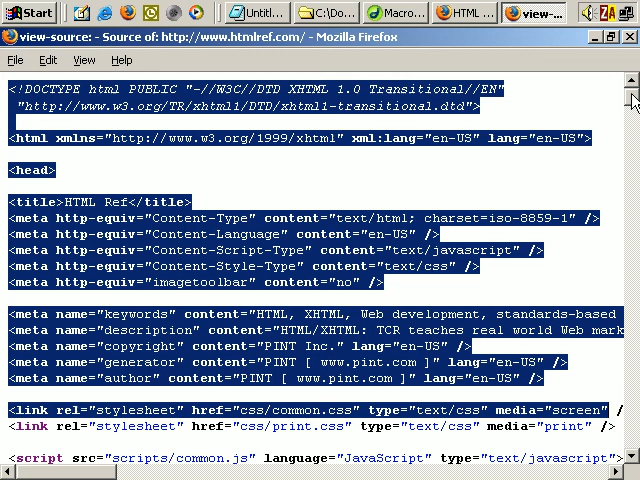 Start
Untitl...
C:\Do...
Macro...
HTML ...
view-...
view-source: - Source of: http://www.htmlref.com/ - Mozilla Firefox
File Edit View Help
<!DOCTYPE html PUBLIC "-//W3C//DTD XHTML 1.0 Transitional//EN"
"http://www.w3.org/TR/xhtml1/DTD/xhtml1-transitional.dtd">
<html xmlns="http://www.w3.org/1999/xhtml" xml:lang="en-US" lang="en-US">
<head>
<title>HTML Ref</title>
<meta http-equiv="Content-Type" content="text/html; charset=iso-8859-1" />
<meta http-equiv="Content-Language" content="en-US" />
<meta http-equiv="Content-Script-Type" content="text/javascript" />
<meta http-equiv="Content-Style-Type" content="text/css" />
<meta http-equiv="imagetoolbar" content="no" />
<meta name="keywords" content="HTML, XHTML, Web development, standards-based
<meta name="description" content="HTML/XHTML: TCR teaches real world Web mark
<meta name="copyright" content="PINT Inc." lang="en-US" />
<meta name="generator" content="PINT [ www.pint.com ]" lang="en-US" />
<meta name="author" content="PINT [ www.pint.com ]" lang="en-US" />
<link rel="stylesheet" href="css/common.css" type="text/css" media="screen" /
<link rel="stylesheet" href="css/print.css" type="text/css" media="print" />
<script src="scripts/common.js" language="JavaScript" type="text/javascript">